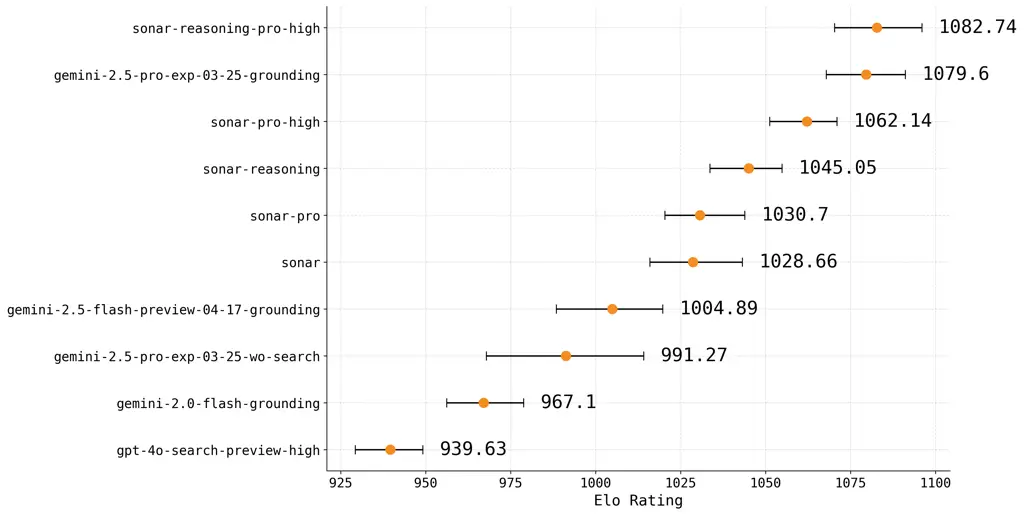 sonar-reasoning-pro-high 1082.74
gemini-2.5-pro-exp-03-25-grounding 1079.6
sonar-pro-high 1062.14
sonar-reasoning 1045.05
sonar-pro 1030.7
sonar 1028.66
gemini-2.5-flash-preview-04-17-grounding 1004.89
gemini-2.5-pro-exp-03-25-wo-search 991.27
gemini-2.0-flash-grounding 967.1
gpt-4o-search-preview-high 939.63
925 950 975 1000 1025 1050 1075 1100
Elo Rating